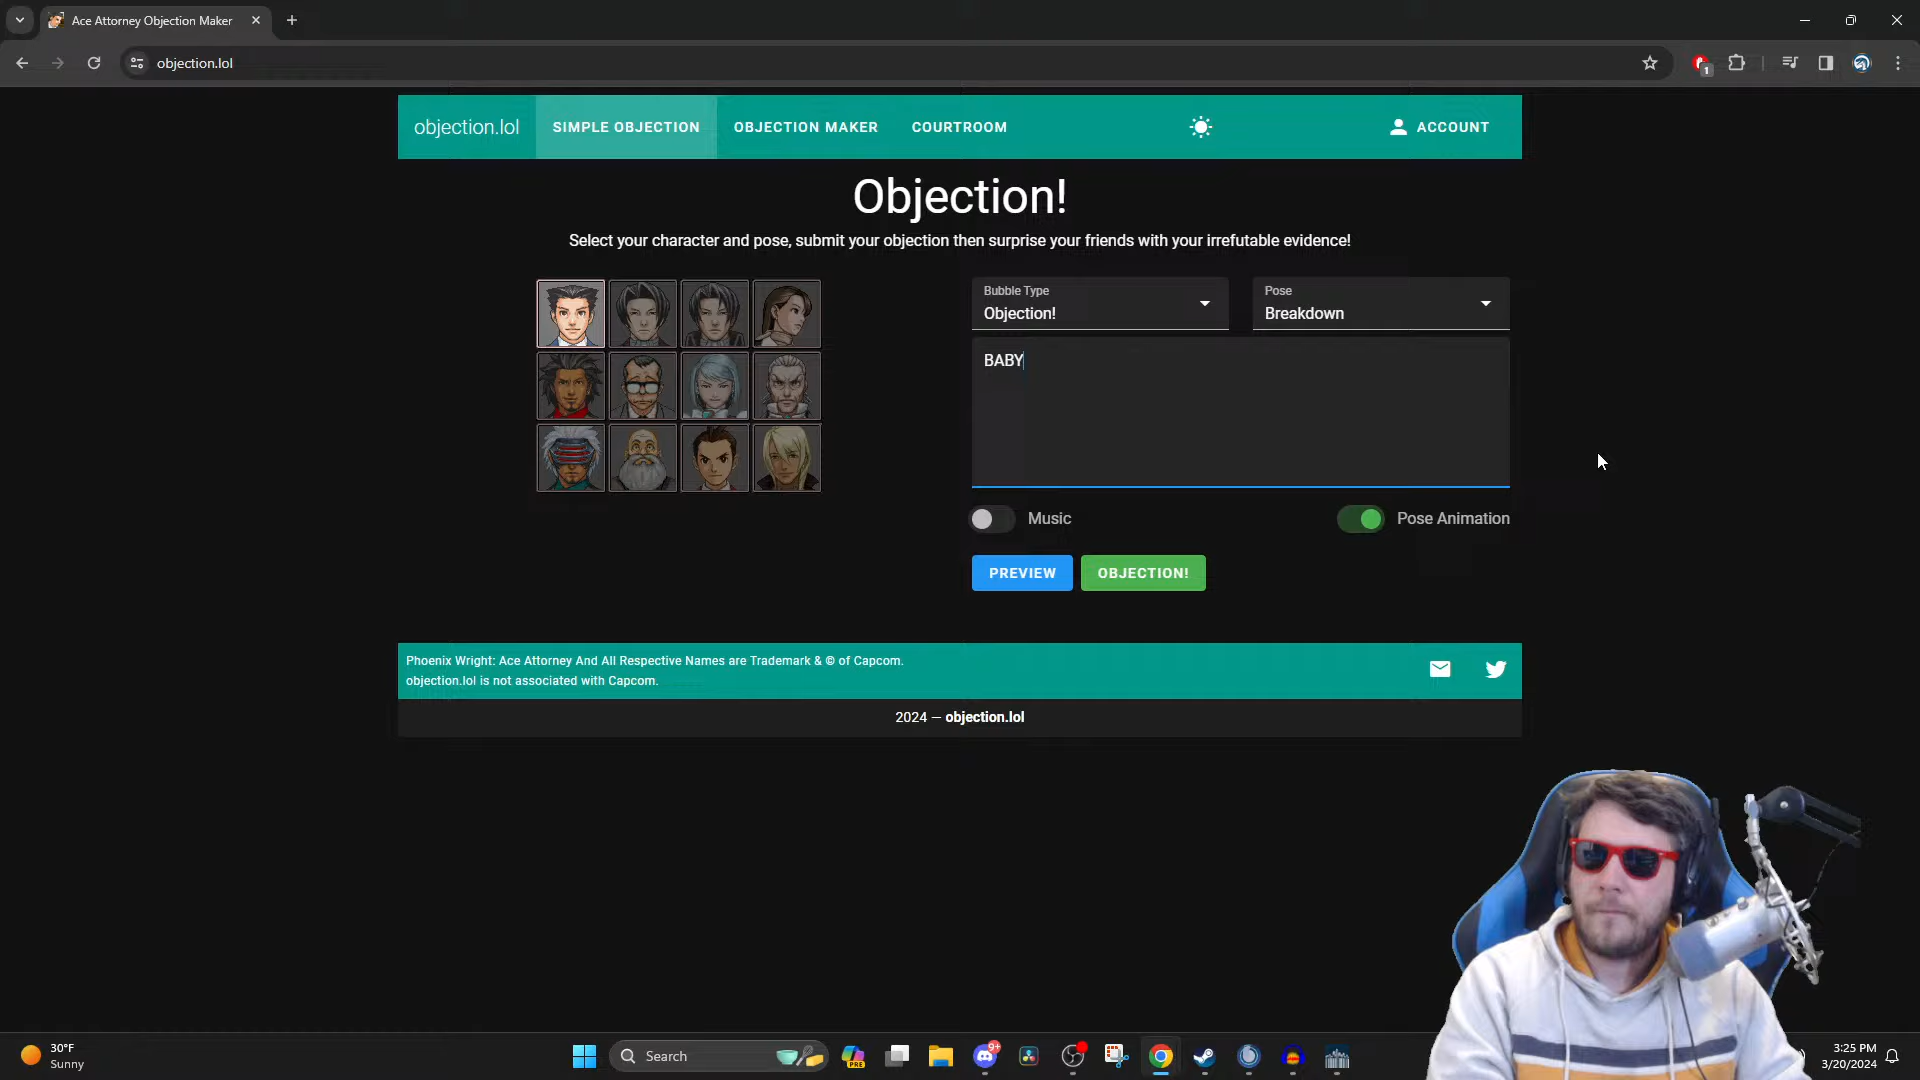 Ace Attorney Objection Maker
objection.lol
1
objection.lol SIMPLE OBJECTION OBJECTION MAKER COURTROOM ACCOUNT
Objection!
Select your character and pose, submit your objection then surprise your friends with your irrefutable evidence!
Bubble Type
Objection!
Pose
Breakdown
BABY
Music
Pose Animation
PREVIEW OBJECTION!
Phoenix Wright: Ace Attorney And All Respective Names are Trademark & © of Capcom.
objection.lol is not associated with Capcom.
2024 — objection.lol
30°F
Sunny
Search
PRE
9+
3:25 PM
3/20/2024